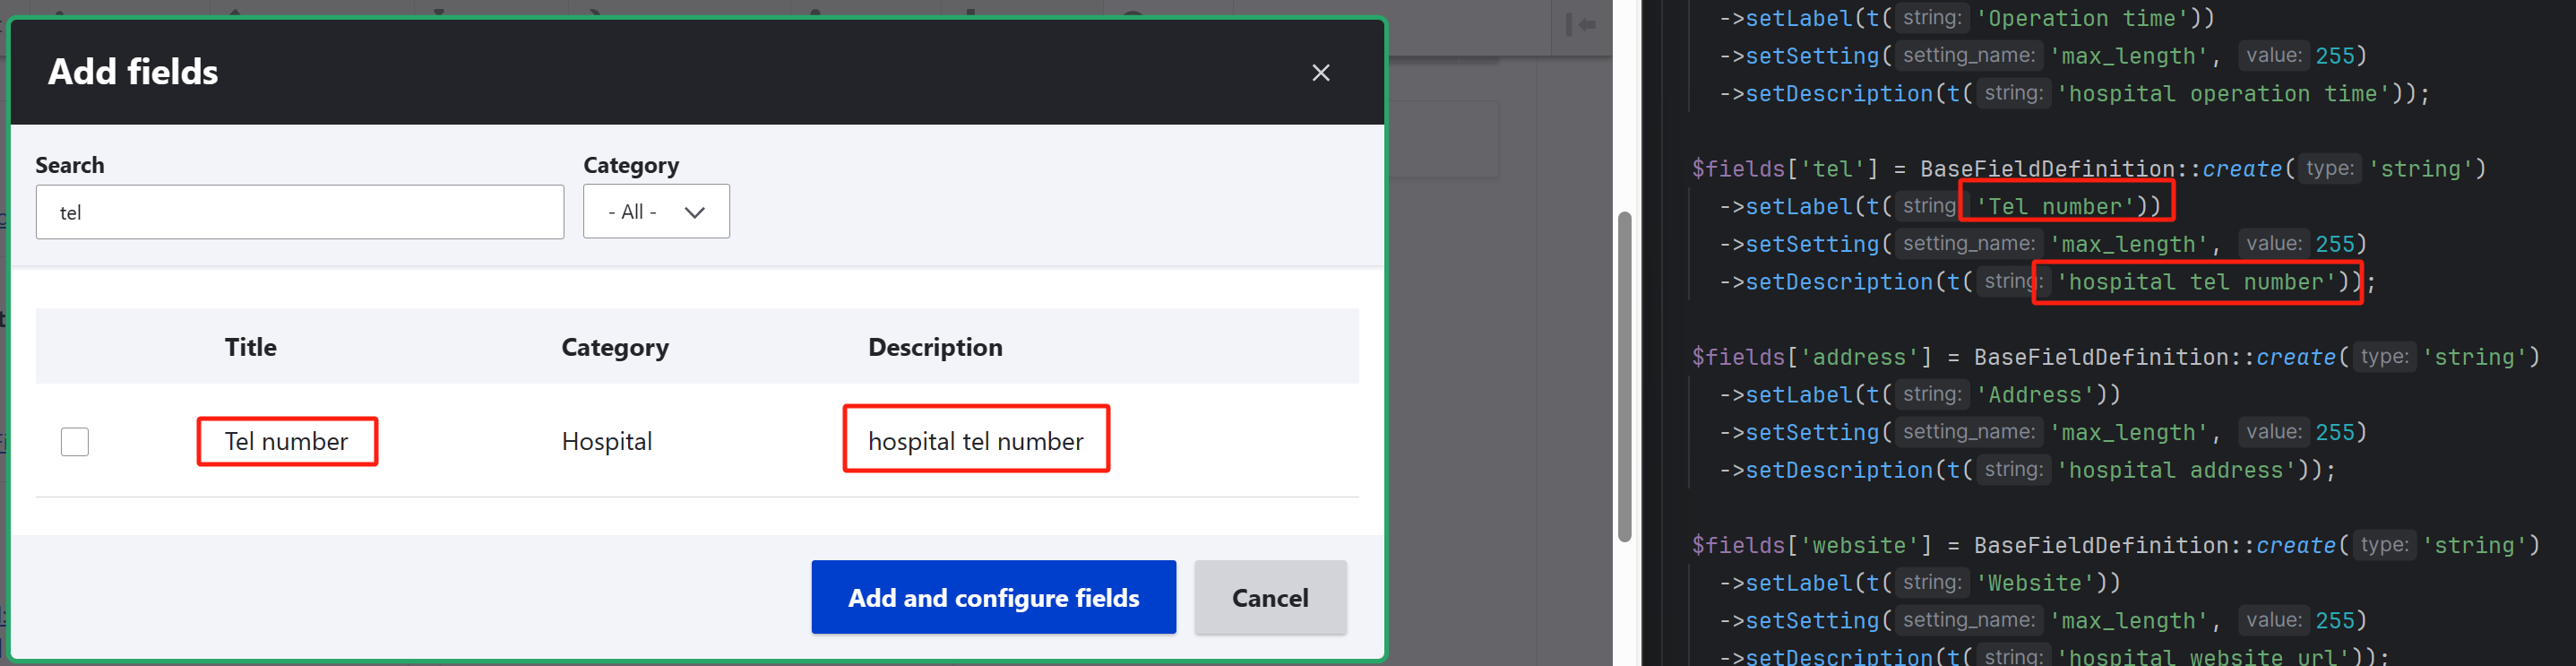 Add fields
Search
Category
tel
- All -
Title Category Description
Tel number Hospital hospital tel number
Add and configure fields Cancel
->setLabel(t( string: 'Operation time'))
->setSetting( setting_name: 'max_length', value: 255)
->setDescription(t( string: 'hospital operation time'));
$fields['tel'] = BaseFieldDefinition::create( type: 'string')
->setLabel(t( string: 'Tel number'))
->setSetting( setting_name: 'max_length', value: 255)
->setDescription(t( string: 'hospital tel number'));
$fields['address'] = BaseFieldDefinition::create( type: 'string')
->setLabel(t( string: 'Address'))
->setSetting( setting_name: 'max_length', value: 255)
->setDescription(t( string: 'hospital address'));
$fields['website'] = BaseFieldDefinition::create( type: 'string')
->setLabel(t( string: 'Website'))
->setSetting( setting_name: 'max_length', value: 255)
->setDescription(t( string: 'hospital website url'));